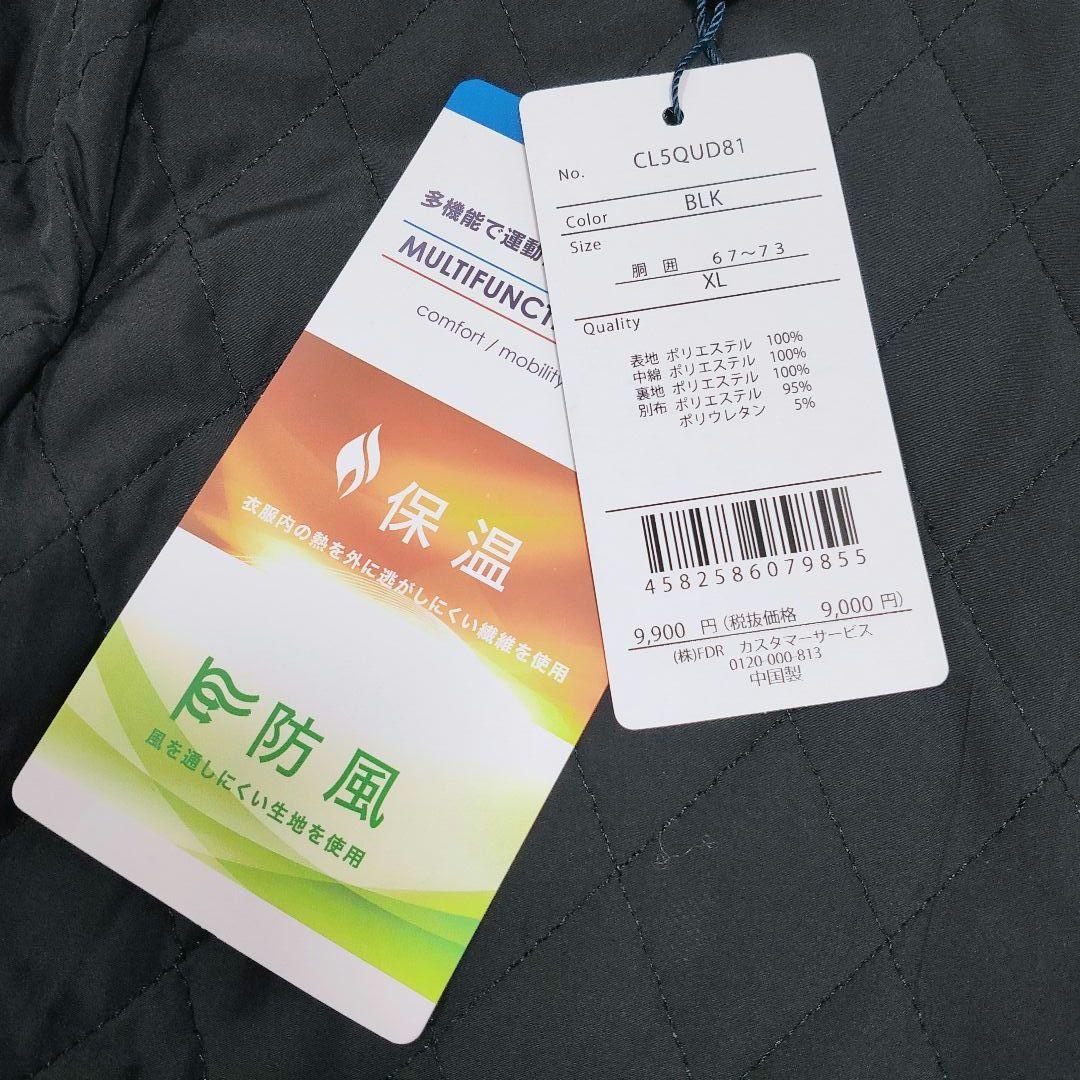 多機能で運動
MULTIFUNCTI
comfort / mobility
保温
衣服内の熱を外に逃がしにくい繊維を使用
防風
風を通しにくい生地を使用
No. CL5QUD81
Color BLK
Size
胴 囲 67～73
XL
Quality
表地 ポリエステル 100%
中綿 ポリエステル 100%
裏地 ポリエステル 100%
別布 ポリエステル 95%
ポリウレタン 5%
4582586079855
9,900 円(税抜価格 9,000 円)
(株)FDR カスタマーサービス
0120-000-813
中国製